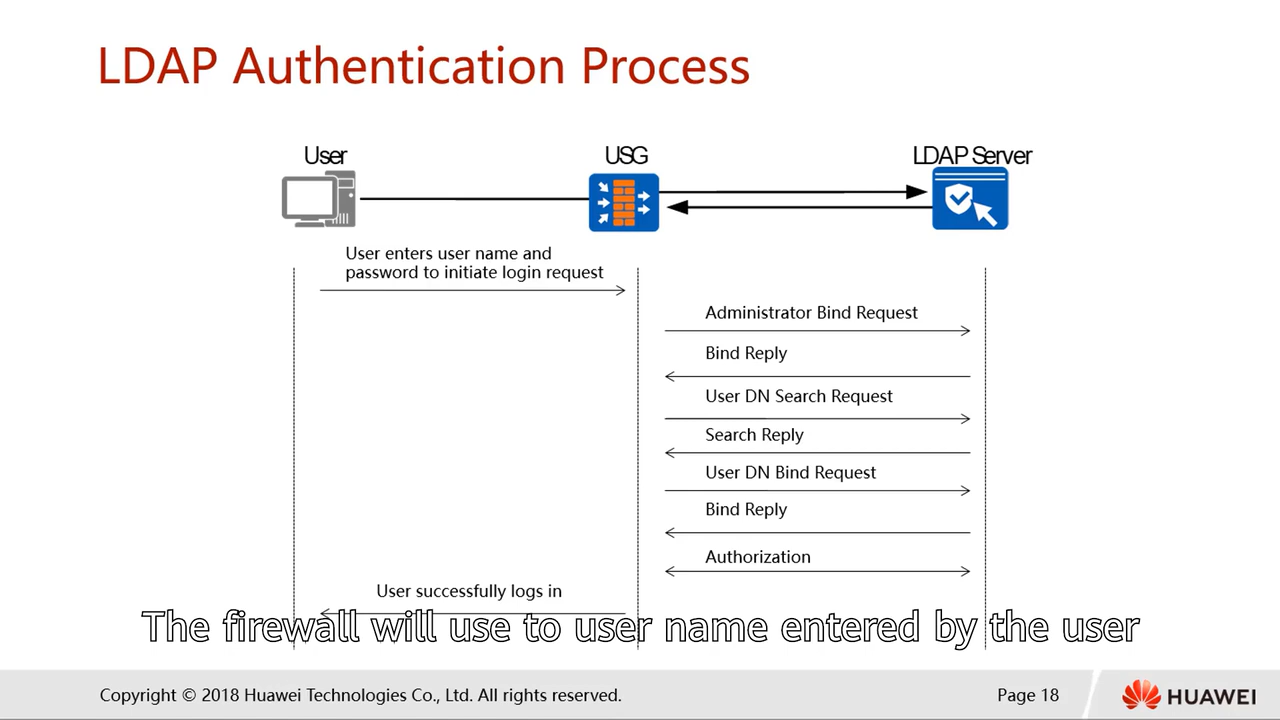 LDAP Authentication Process
User
USG
LDAP Server
User enters user name and
password to initiate login request
Administrator Bind Request
Bind Reply
User DN Search Request
Search Reply
User DN Bind Request
Bind Reply
Authorization
User successfully logs in
The firewall will use to user name entered by the user
Copyright © 2018 Huawei Technologies Co., Ltd. All rights reserved.
Page 18
HUAWEI